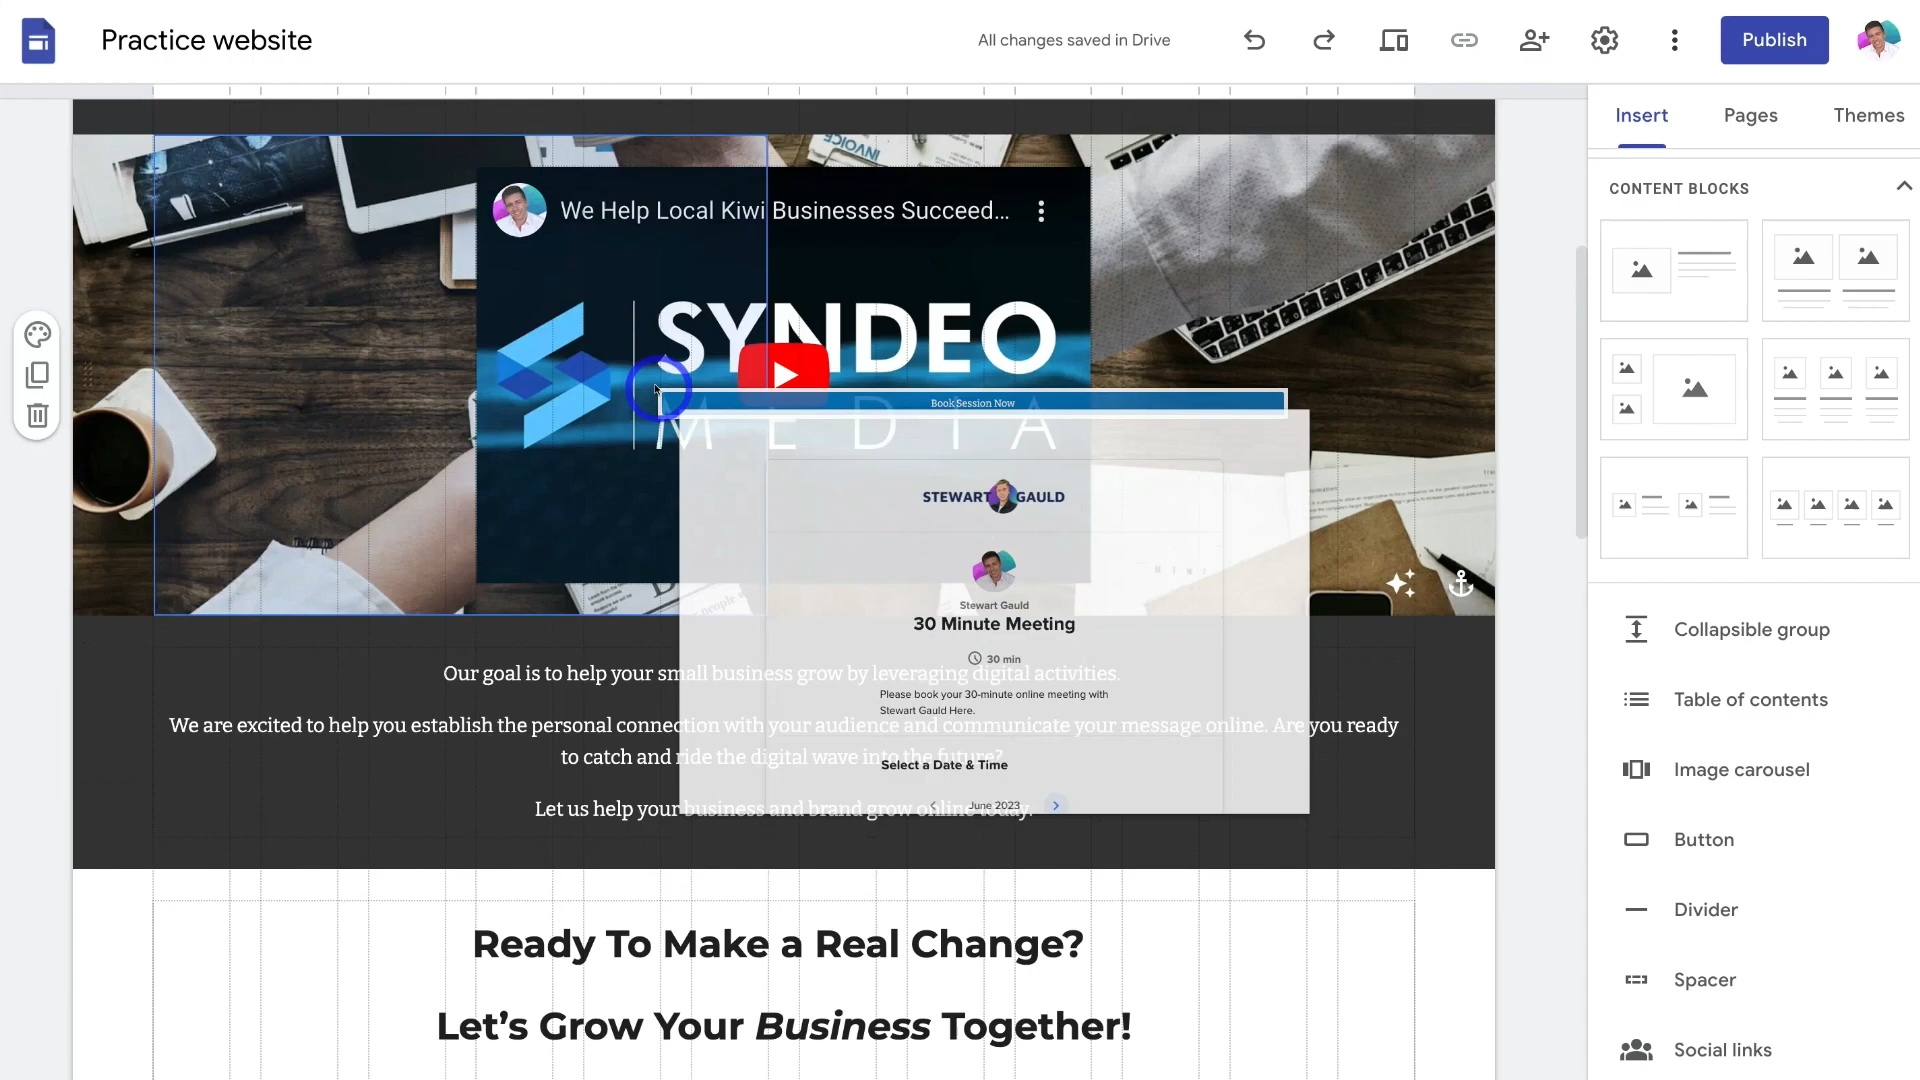 Practice website
All changes saved in Drive
Publish
Insert
Pages
Themes
CONTENT BLOCKS
INVOICE
We Help Local Kiwi Businesses Succeed...
SYNDEO
MEDIA
Book Session Now
STEWART GAULD
Stewart Gauld
30 Minute Meeting
30 min
Please book your 30-minute online meeting with
Stewart Gauld Here.
Select a Date & Time
June 2023
Our goal is to help your small business grow by leveraging digital activities.
We are excited to help you establish the personal connection with your audience and communicate your message online. Are you ready
to catch and ride the digital wave into the future?
Let us help your business and brand grow online today.
Ready To Make a Real Change?
Let's Grow Your Business Together!
Collapsible group
Table of contents
Image carousel
Button
Divider
Spacer
Social links